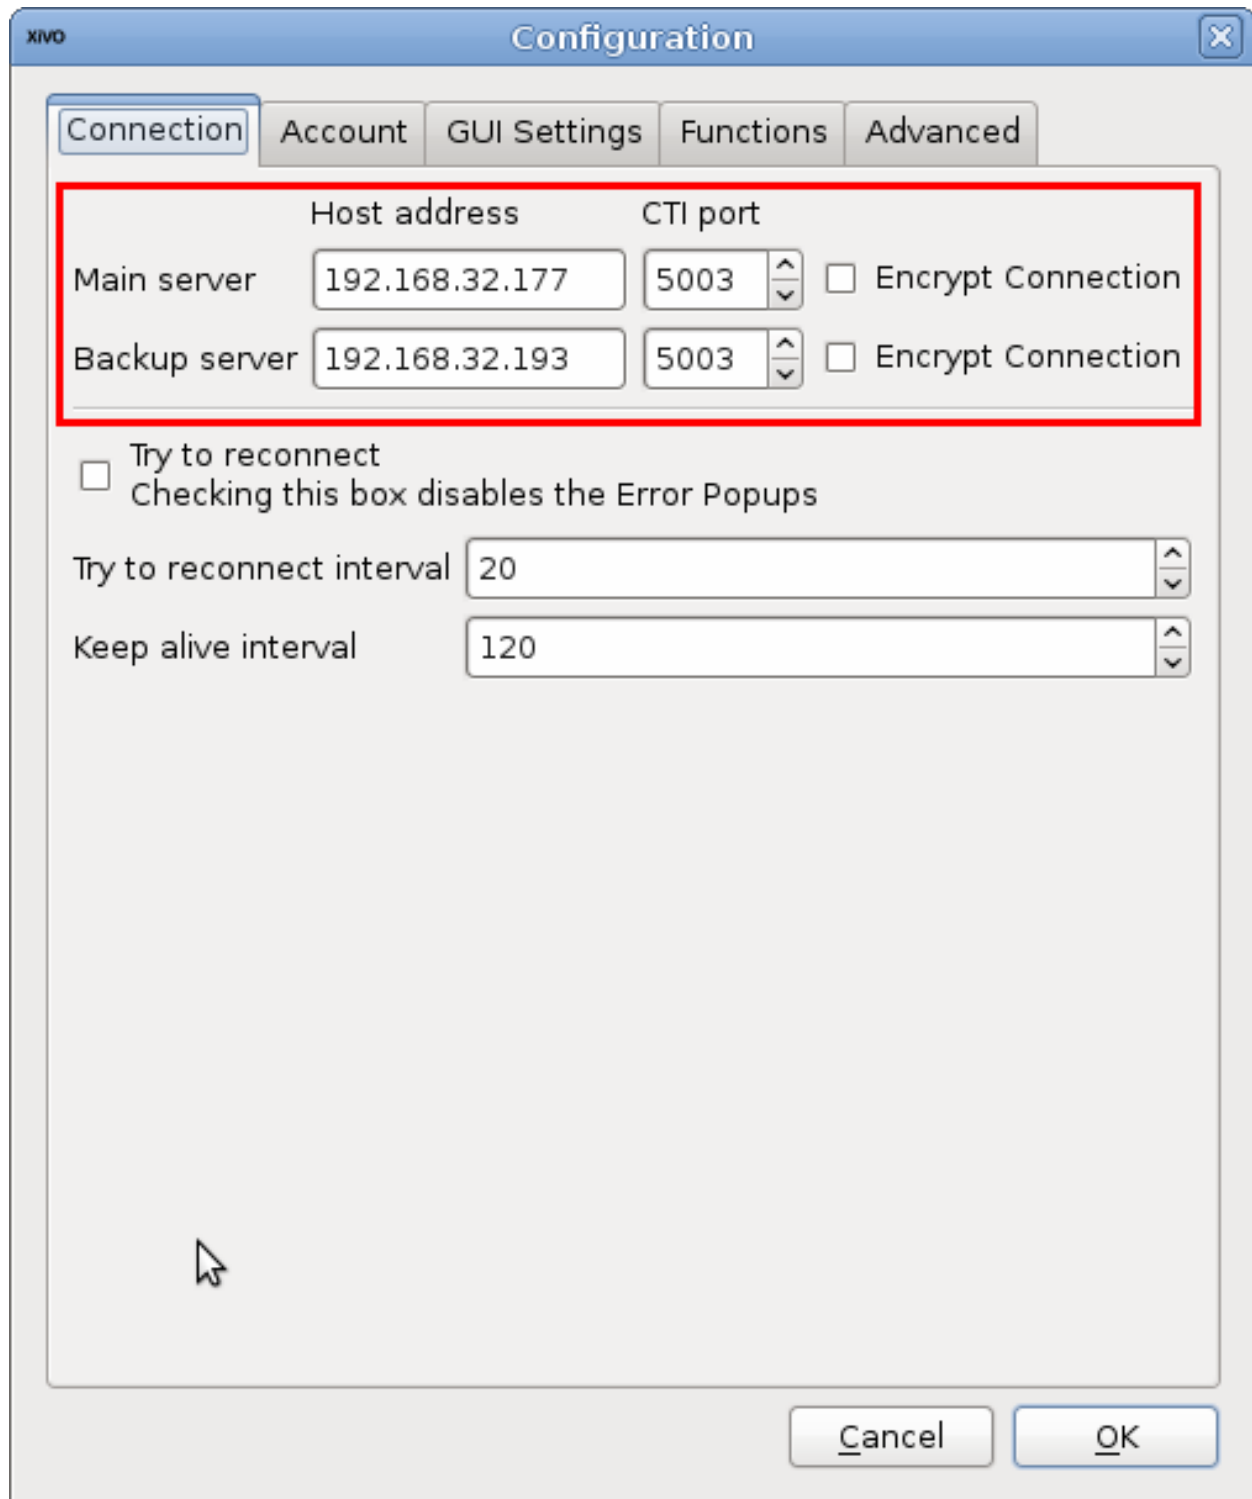 XIVO Configuration
Connection Account GUI Settings Functions Advanced
Host address CTI port
Main server 192.168.32.177 5003 Encrypt Connection
Backup server 192.168.32.193 5003 Encrypt Connection
Try to reconnect
Checking this box disables the Error Popups
Try to reconnect interval 20
Keep alive interval 120
Cancel OK